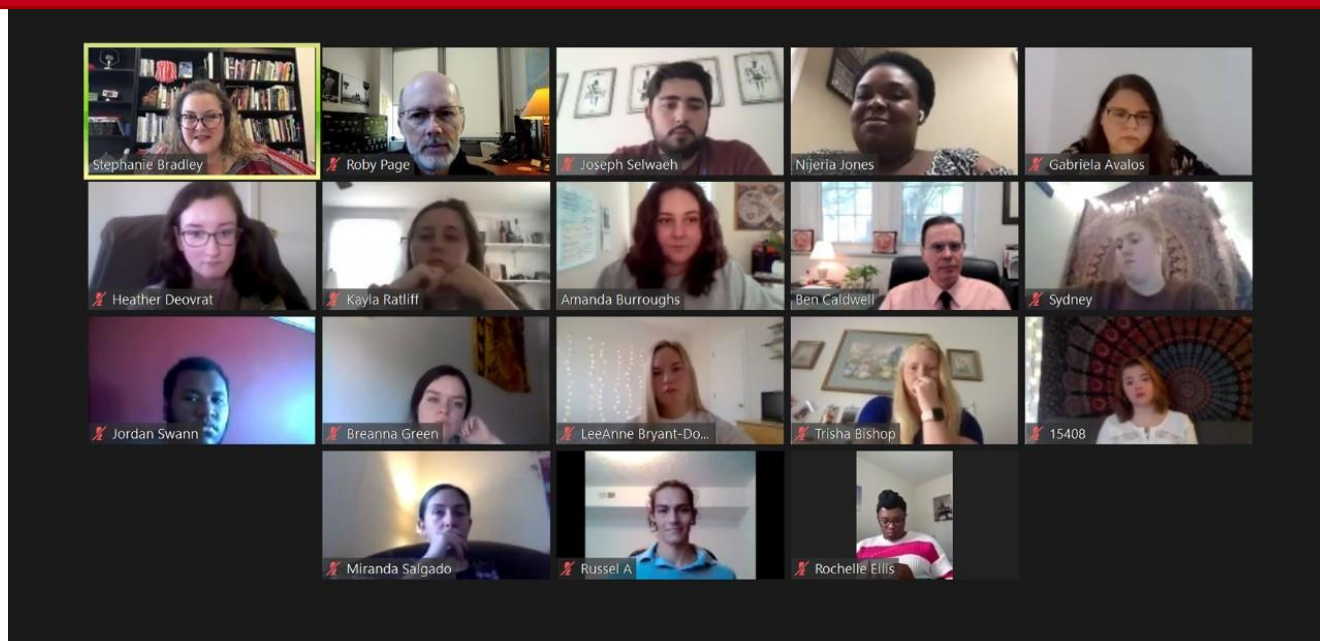 Stephanie Bradley
Roby Page
Joseph Selwaeh
Nijeria Jones
Gabriela Avalos
Heather Deovrat
Kayla Ratliff
Amanda Burroughs
Ben Caldwell
Sydney
Jordan Swann
Breanna Green
LeeAnne Bryant-Do...
Trisha Bishop
15408
Miranda Salgado
Russel A
Rochelle Ellis